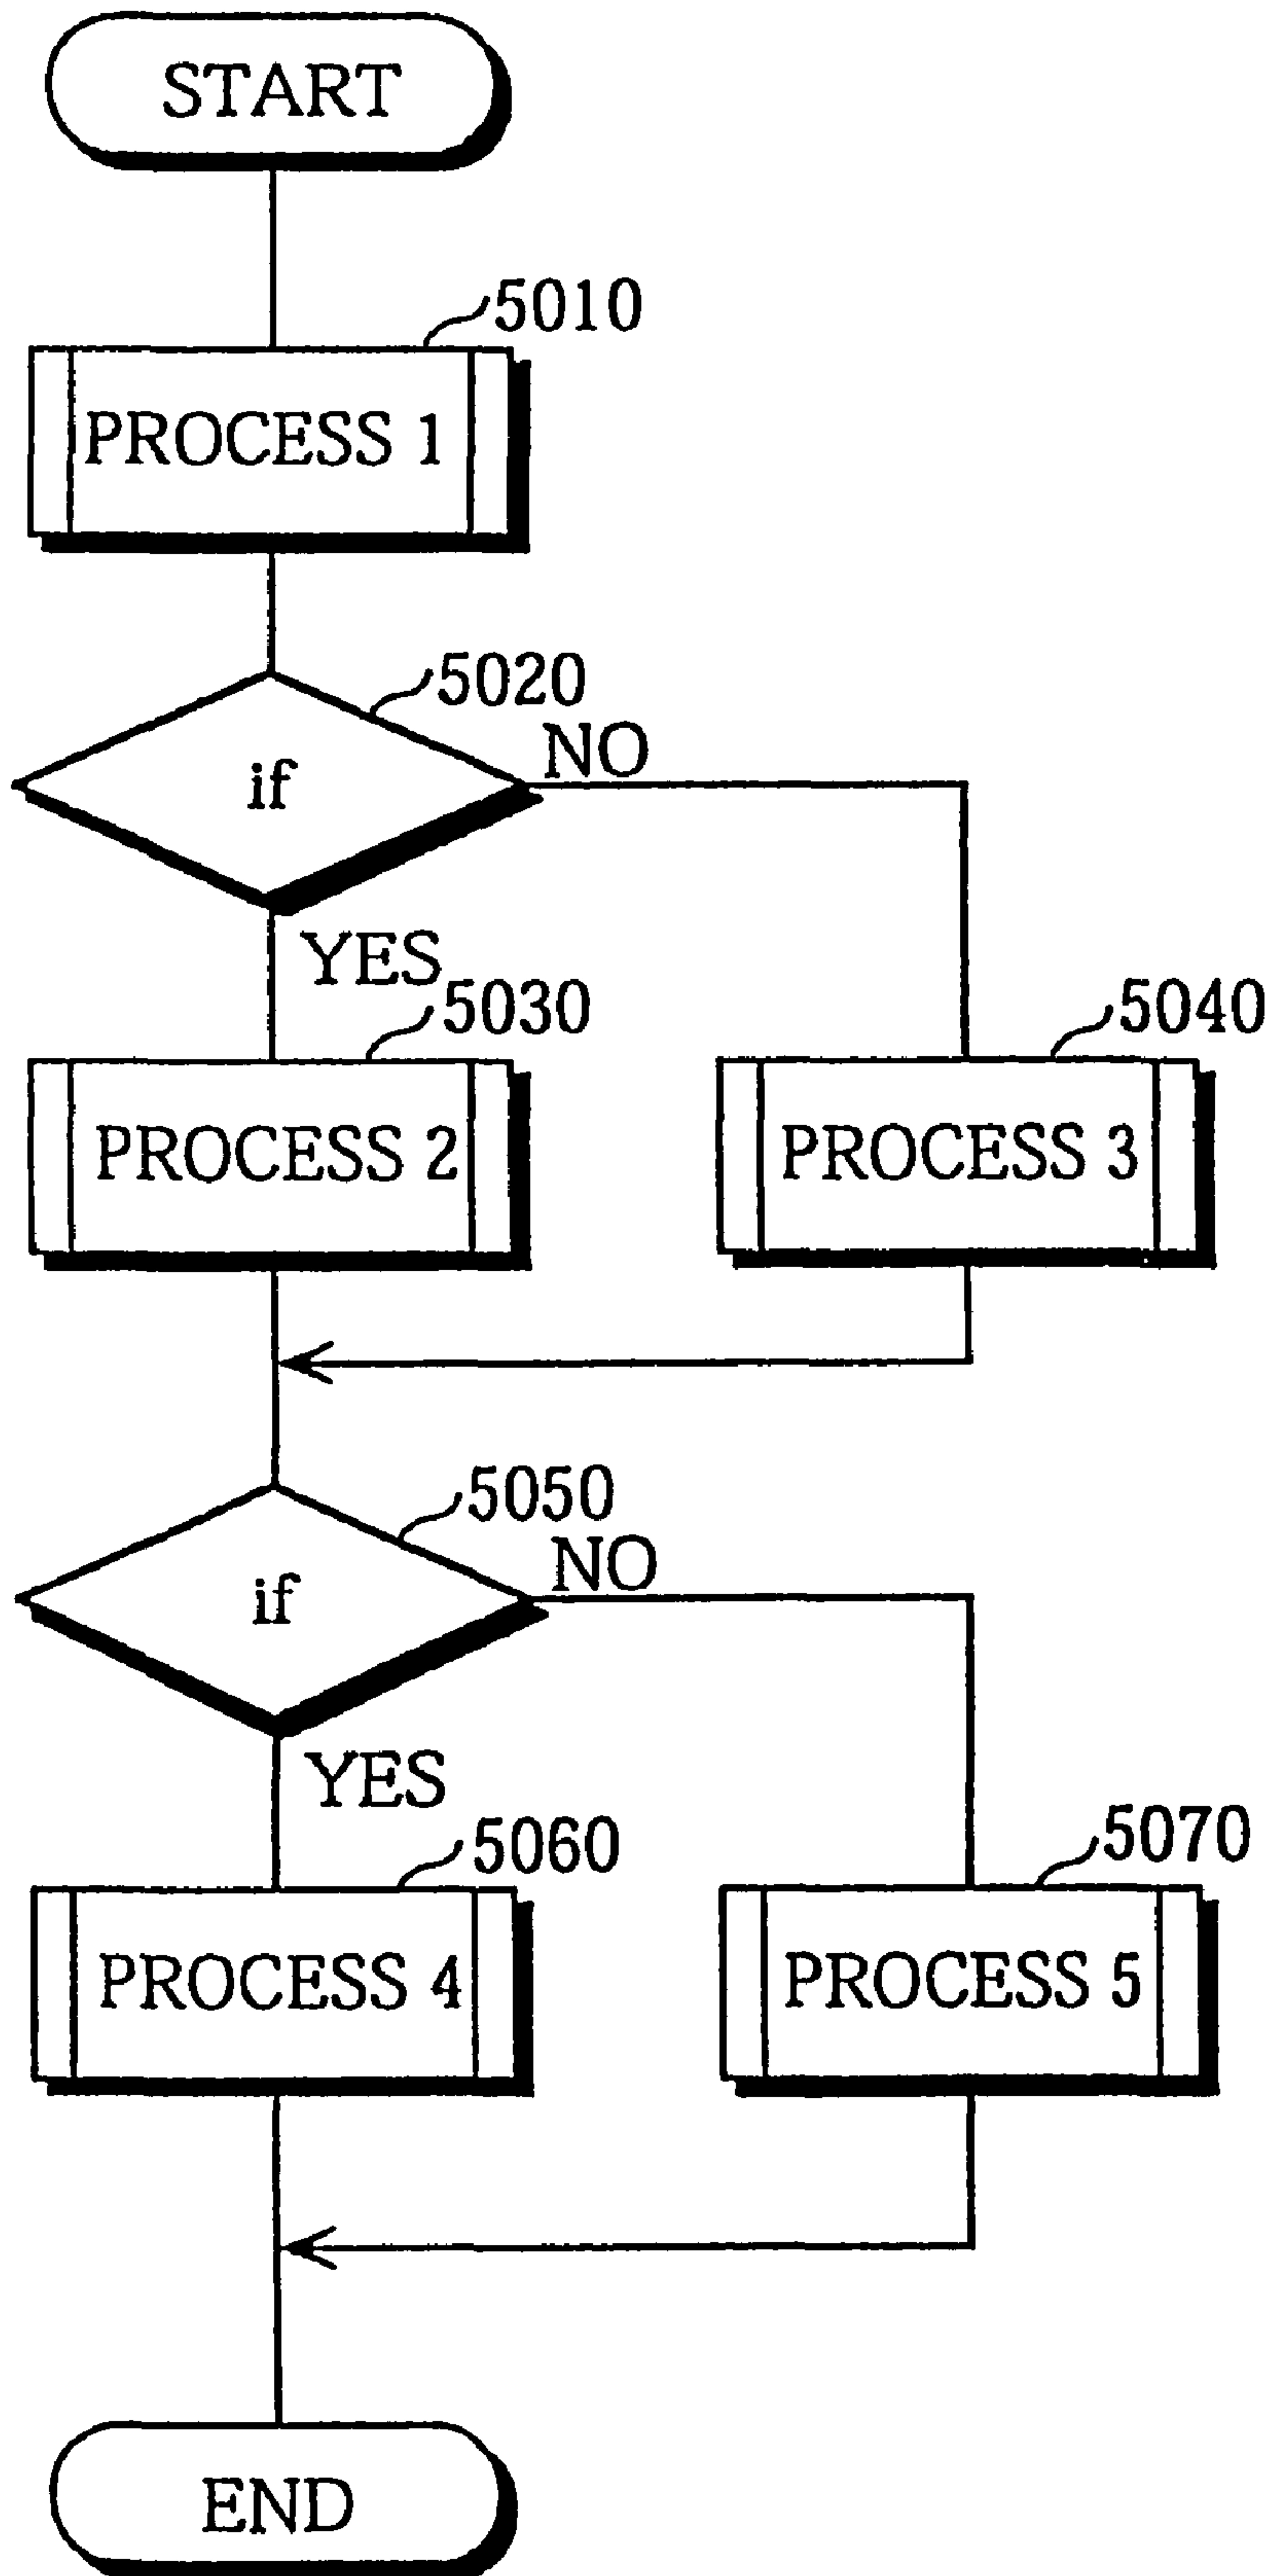 START
5010
PROCESS 1
5020
if
NO
YES
5030
5040
PROCESS 2
PROCESS 3
5050
if
NO
YES
5060
5070
PROCESS 4
PROCESS 5
END